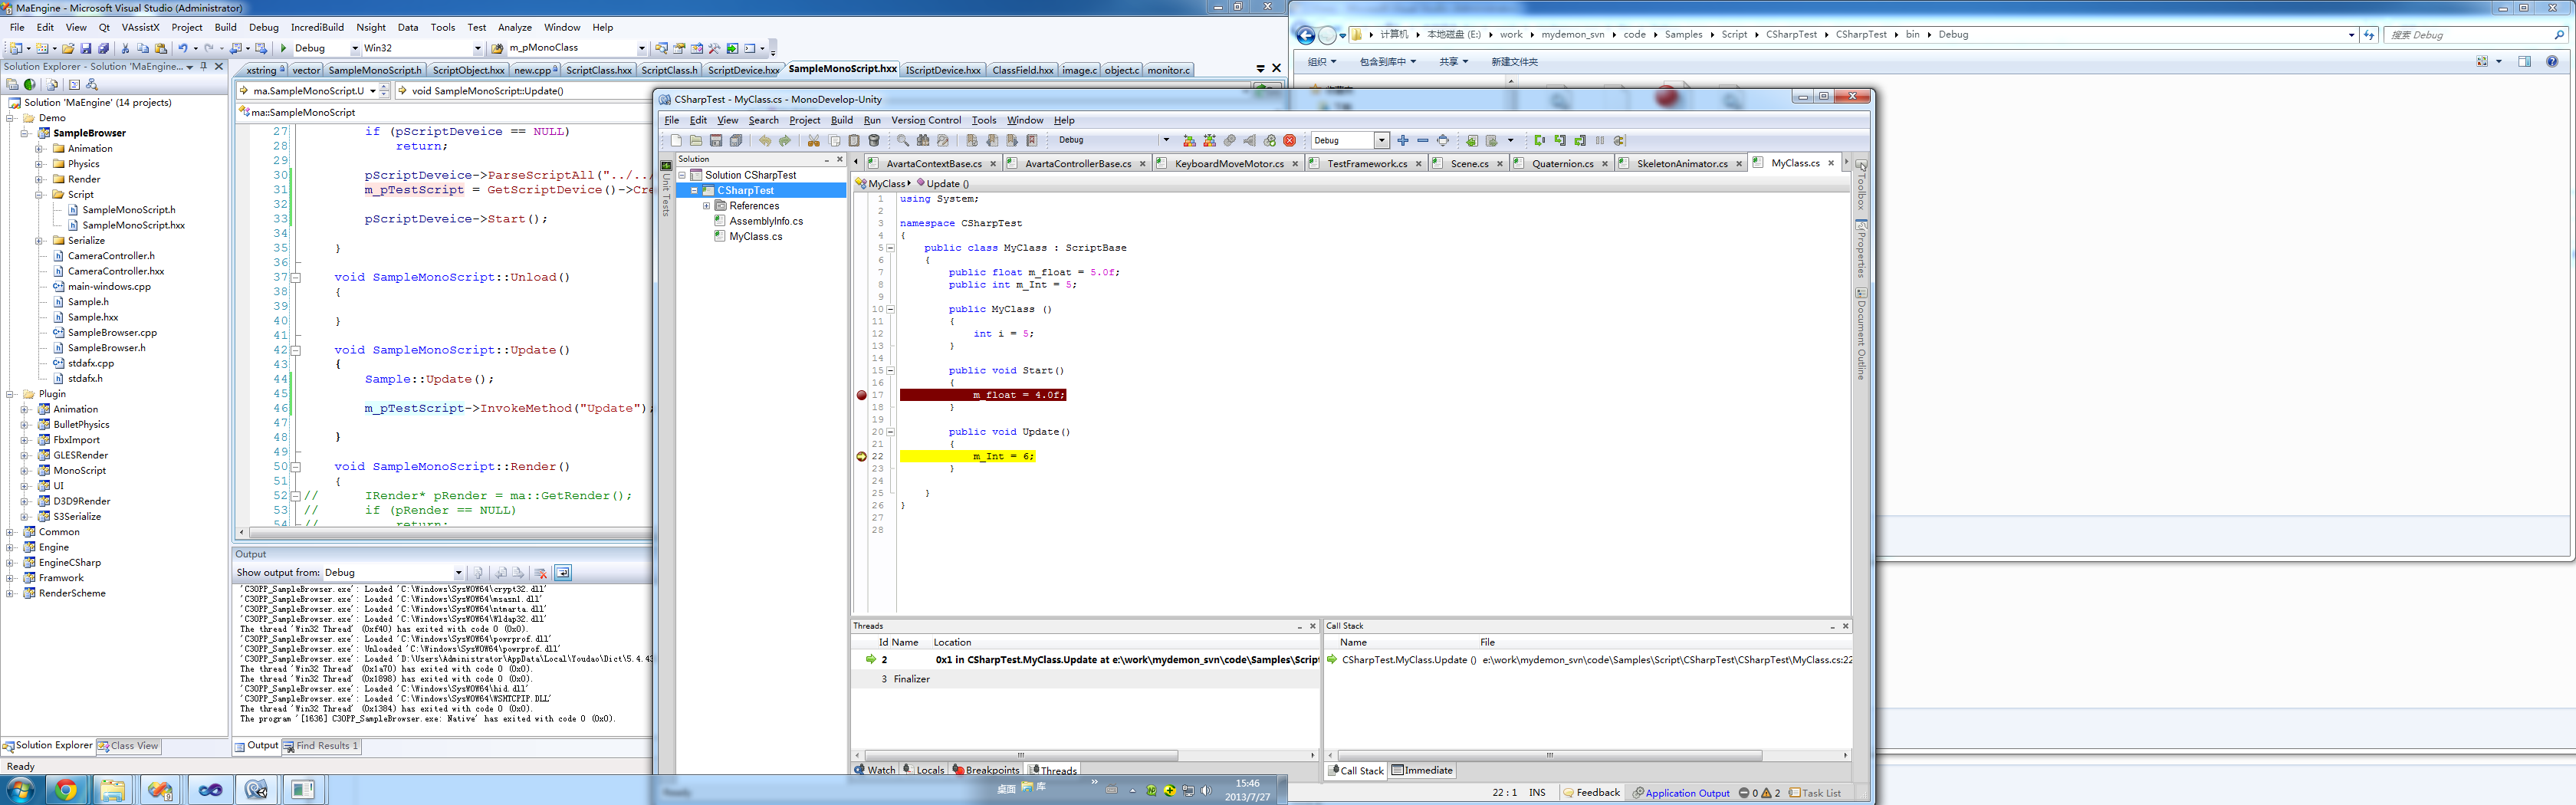 MaEngine - Microsoft Visual Studio (Administrator)
File Edit View Qt VAssistX Project Build Debug IncrediBuild Nsight Data Tools Test Analyze Window Help
Debug Win32 m_pMonoClass
Solution Explorer - Solution 'MaEngine...
Solution 'MaEngine' (14 projects)
Demo
SampleBrowser
Animation
Physics
Render
Script
SampleMonoScript.h
SampleMonoScript.hxx
Serialize
CameraController.h
CameraController.hxx
main-windows.cpp
Sample.h
Sample.hxx
SampleBrowser.cpp
SampleBrowser.h
stdafx.cpp
stdafx.h
Plugin
Animation
BulletPhysics
FbxImport
GLESRender
MonoScript
UI
D3D9Render
S3Serialize
Common
Engine
EngineCSharp
Framwork
RenderScheme
Solution Explorer Class View
Ready
xstring vector SampleMonoScript.h ScriptObject.hxx new.cpp ScriptClass.hxx ScriptClass.h ScriptDevice.hxx SampleMonoScript.hxx IScriptDevice.hxx ClassField.hxx image.c object.c monitor.c
ma.SampleMonoScript.U void SampleMonoScript::Update()
ma::SampleMonoScript
27 if (pScriptDeveice == NULL)
28 return;
29
30 pScriptDeveice->ParseScriptAll("../../
31 m_pTestScript = GetScriptDevice()->Cre
32
33 pScriptDeveice->Start();
34
35 }
36
37 void SampleMonoScript::Unload()
38 {
39
40 }
41
42 void SampleMonoScript::Update()
43 {
44 Sample::Update();
45
46 m_pTestScript->InvokeMethod("Update");
47
48 }
49
50 void SampleMonoScript::Render()
51 {
52 // IRender* pRender = ma::GetRender();
53 // if (pRender == NULL)
54 // return;
Output
Show output from: Debug
'C3OPP_SampleBrowser.exe': Loaded 'C:\Windows\SysWOW64\crypt32.dll'
'C3OPP_SampleBrowser.exe': Loaded 'C:\Windows\SysWOW64\msasn1.dll'
'C3OPP_SampleBrowser.exe': Loaded 'C:\Windows\SysWOW64\ntmarta.dll'
'C3OPP_SampleBrowser.exe': Loaded 'C:\Windows\SysWOW64\Wldap32.dll'
The thread 'Win32 Thread' (0xf40) has exited with code 0 (0x0).
'C3OPP_SampleBrowser.exe': Loaded 'C:\Windows\SysWOW64\powrprof.dll'
'C3OPP_SampleBrowser.exe': Unloaded 'C:\Windows\SysWOW64\powrprof.dll'
'C3OPP_SampleBrowser.exe': Loaded 'D:\Users\Administrator\AppData\Local\Youdao\Dict\5.4.43
The thread 'Win32 Thread' (0x1a70) has exited with code 0 (0x0).
The thread 'Win32 Thread' (0x1898) has exited with code 0 (0x0).
'C3OPP_SampleBrowser.exe': Loaded 'C:\Windows\SysWOW64\hid.dll'
'C3OPP_SampleBrowser.exe': Loaded 'C:\Windows\SysWOW64\WSHTCPIP.DLL'
The thread 'Win32 Thread' (0x1384) has exited with code 0 (0x0).
The program '[1636] C3OPP_SampleBrowser.exe: Native' has exited with code 0 (0x0).
Output Find Results 1
CSharpTest - MyClass.cs - MonoDevelop-Unity
File Edit View Search Project Build Run Version Control Tools Window Help
Debug Debug
Unit Tests
Solution
Solution CSharpTest
CSharpTest
References
AssemblyInfo.cs
MyClass.cs
AvartaContextBase.cs AvartaControllerBase.cs KeyboardMoveMotor.cs TestFramework.cs Scene.cs Quaternion.cs SkeletonAnimator.cs MyClass.cs
MyClass Update ()
1 using System;
2
3 namespace CSharpTest
4 {
5 public class MyClass : ScriptBase
6 {
7 public float m_float = 5.0f;
8 public int m_Int = 5;
9
10 public MyClass ()
11 {
12 int i = 5;
13 }
14
15 public void Start()
16 {
17 m_float = 4.0f;
18 }
19
20 public void Update()
21 {
22 m_Int = 6;
23 }
24
25 }
26 }
27
28
Toolbox
Properties
Document Outline
Threads
Id Name Location
2 0x1 in CSharpTest.MyClass.Update at e:\work\mydemon_svn\code\Samples\Script
3 Finalizer
Watch Locals Breakpoints Threads
Call Stack
Name File
CSharpTest.MyClass.Update () e:\work\mydemon_svn\code\Samples\Script\CSharpTest\CSharpTest\MyClass.cs:22
Call Stack Immediate
22 : 1 INS Feedback Application Output 0 2 Task List
桌面 库
15:46
2013/7/27
计算机 本地磁盘 (E:) work mydemon_svn code Samples Script CSharpTest CSharpTest bin Debug
搜索 Debug
组织 包含到库中 共享 新建文件夹